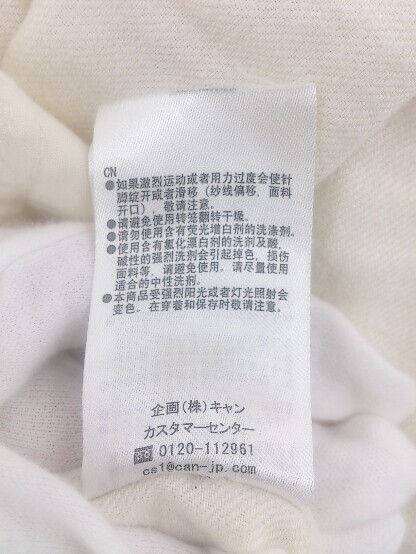 CN
●如果激烈运动或者用力过度会使针
脚绽开或者滑移（纱线偏移，面料
开口），敬请注意。
●请避免使用转笼翻转干燥。
●请勿使用含有荧光增白剂的洗涤剂。
●使用含有氯化漂白剂的洗剂及酸，
碱性的强烈洗剂会引起掉色，损伤
面料等，请避免使用。请尽量使用
适合的中性洗剂。
●本商品受强烈阳光或者灯光照射会
变色。在穿着和保存时敬请注意。
企画(株)キャン
カスタマーセンター
0120-112961
cs1@can-jp.com